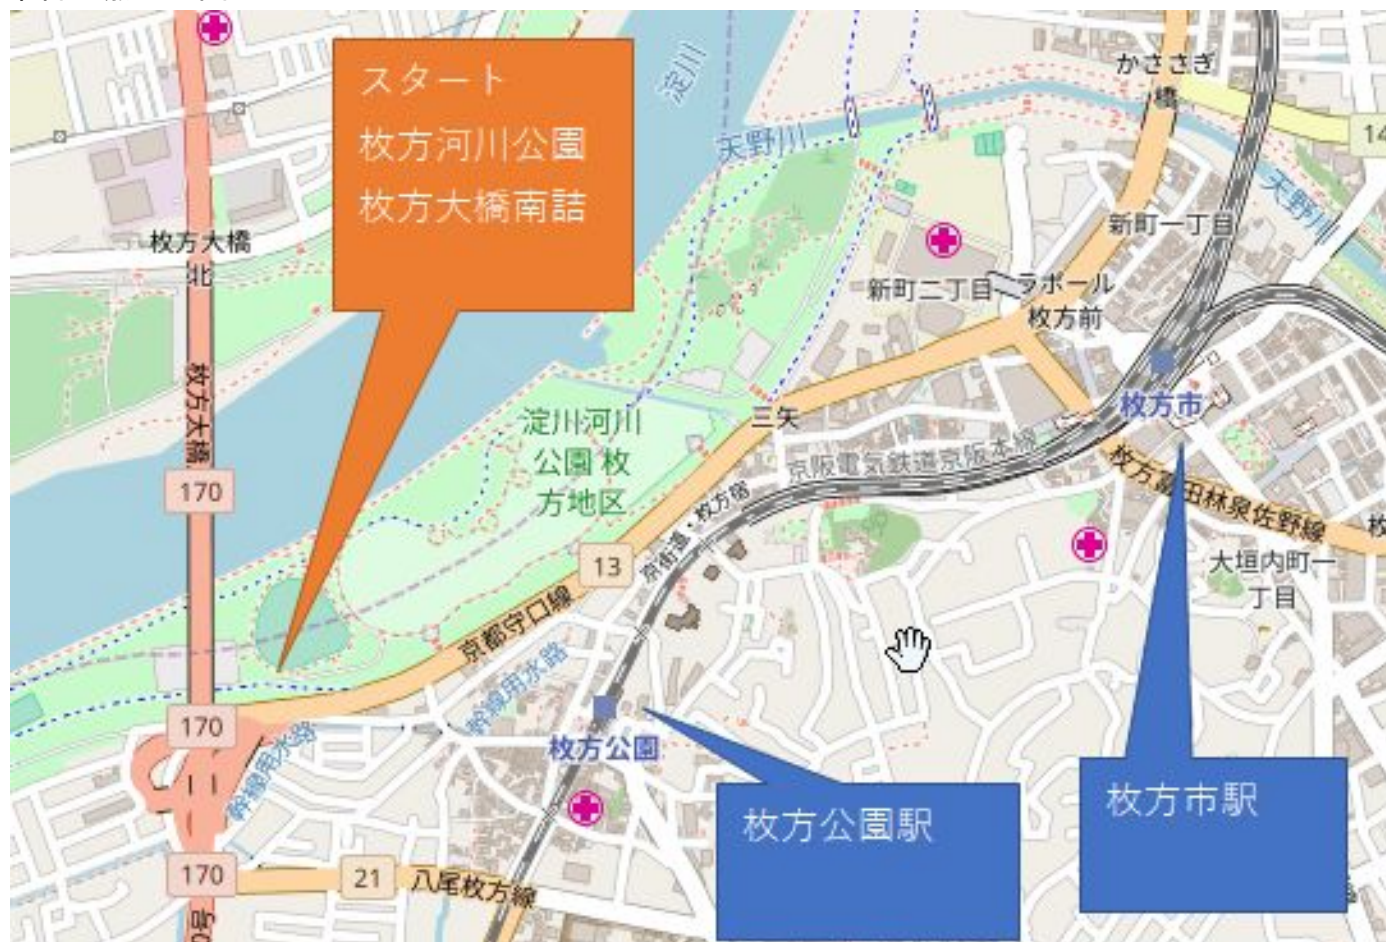 スタート
枚方河川公園
枚方大橋南詰
淀川
天野川
かささぎ
橋
14
天野川
新町一丁目
枚方大橋
北
新町二丁目
ラポール
枚方前
枚方大橋
枚方市
三矢
淀川河川
公園 枚
方地区
京阪電気鉄道京阪本線
170
京街道・枚方宿
枚方富田林泉佐野線
枚
13
大垣内町一
丁目
京都守口線
幹線用水路
170
枚方公園
幹線用水路
枚方公園駅
枚方市駅
170
21
八尾枚方線